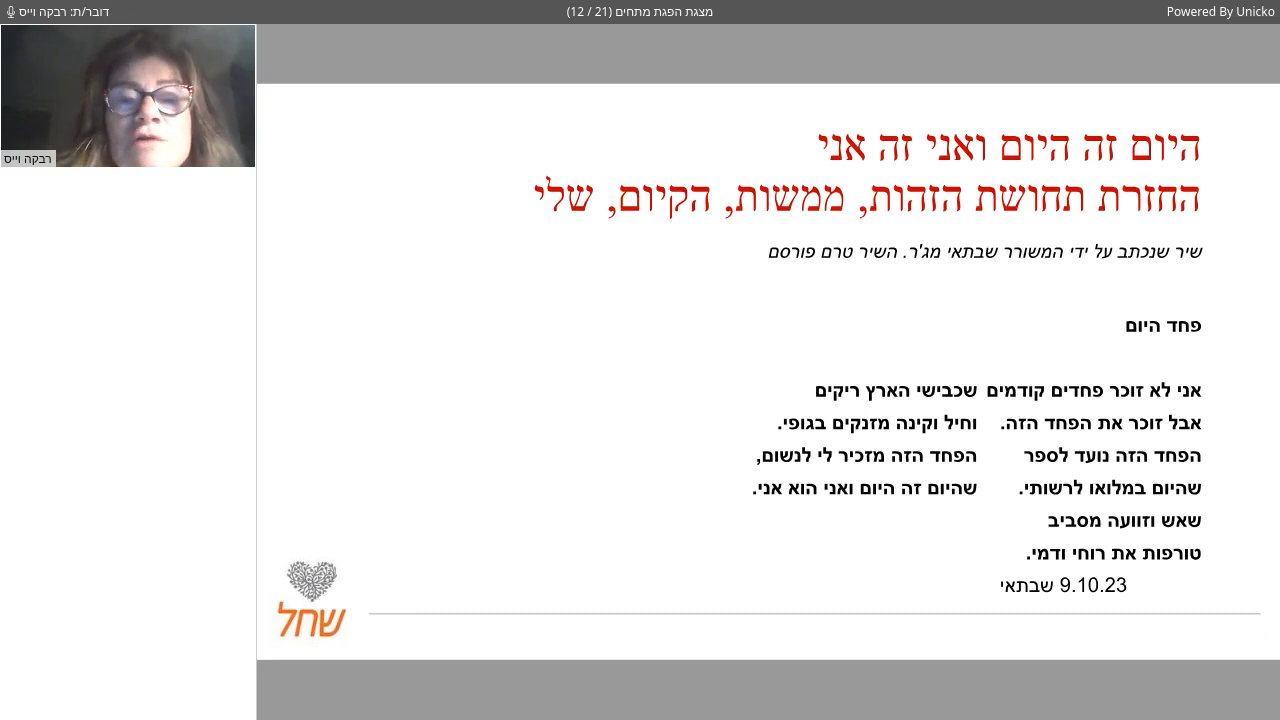 דובר/ת: רבקה וייס
מצגת הפגת מתחים (21 / 12)
Powered By Unicko
רבקה וייס
היום זה היום ואני זה אני
החזרת תחושת הזהות, ממשות, הקיום, שלי
שיר שנכתב על ידי המשורר שבתאי מג'ר. השיר טרם פורסם
פחד היום
אני לא זוכר פחדים קודמים
אבל זוכר את הפחד הזה.
הפחד הזה נועד לספר
שהיום במלואו לרשותי.
שאש וזוועה מסביב
טורפות את רוחי ודמי.
שכבישי הארץ ריקים
וחיל וקינה מזנקים בגופי.
הפחד הזה מזכיר לי לנשום,
שהיום זה היום ואני הוא אני.
9.10.23 שבתאי
שחל